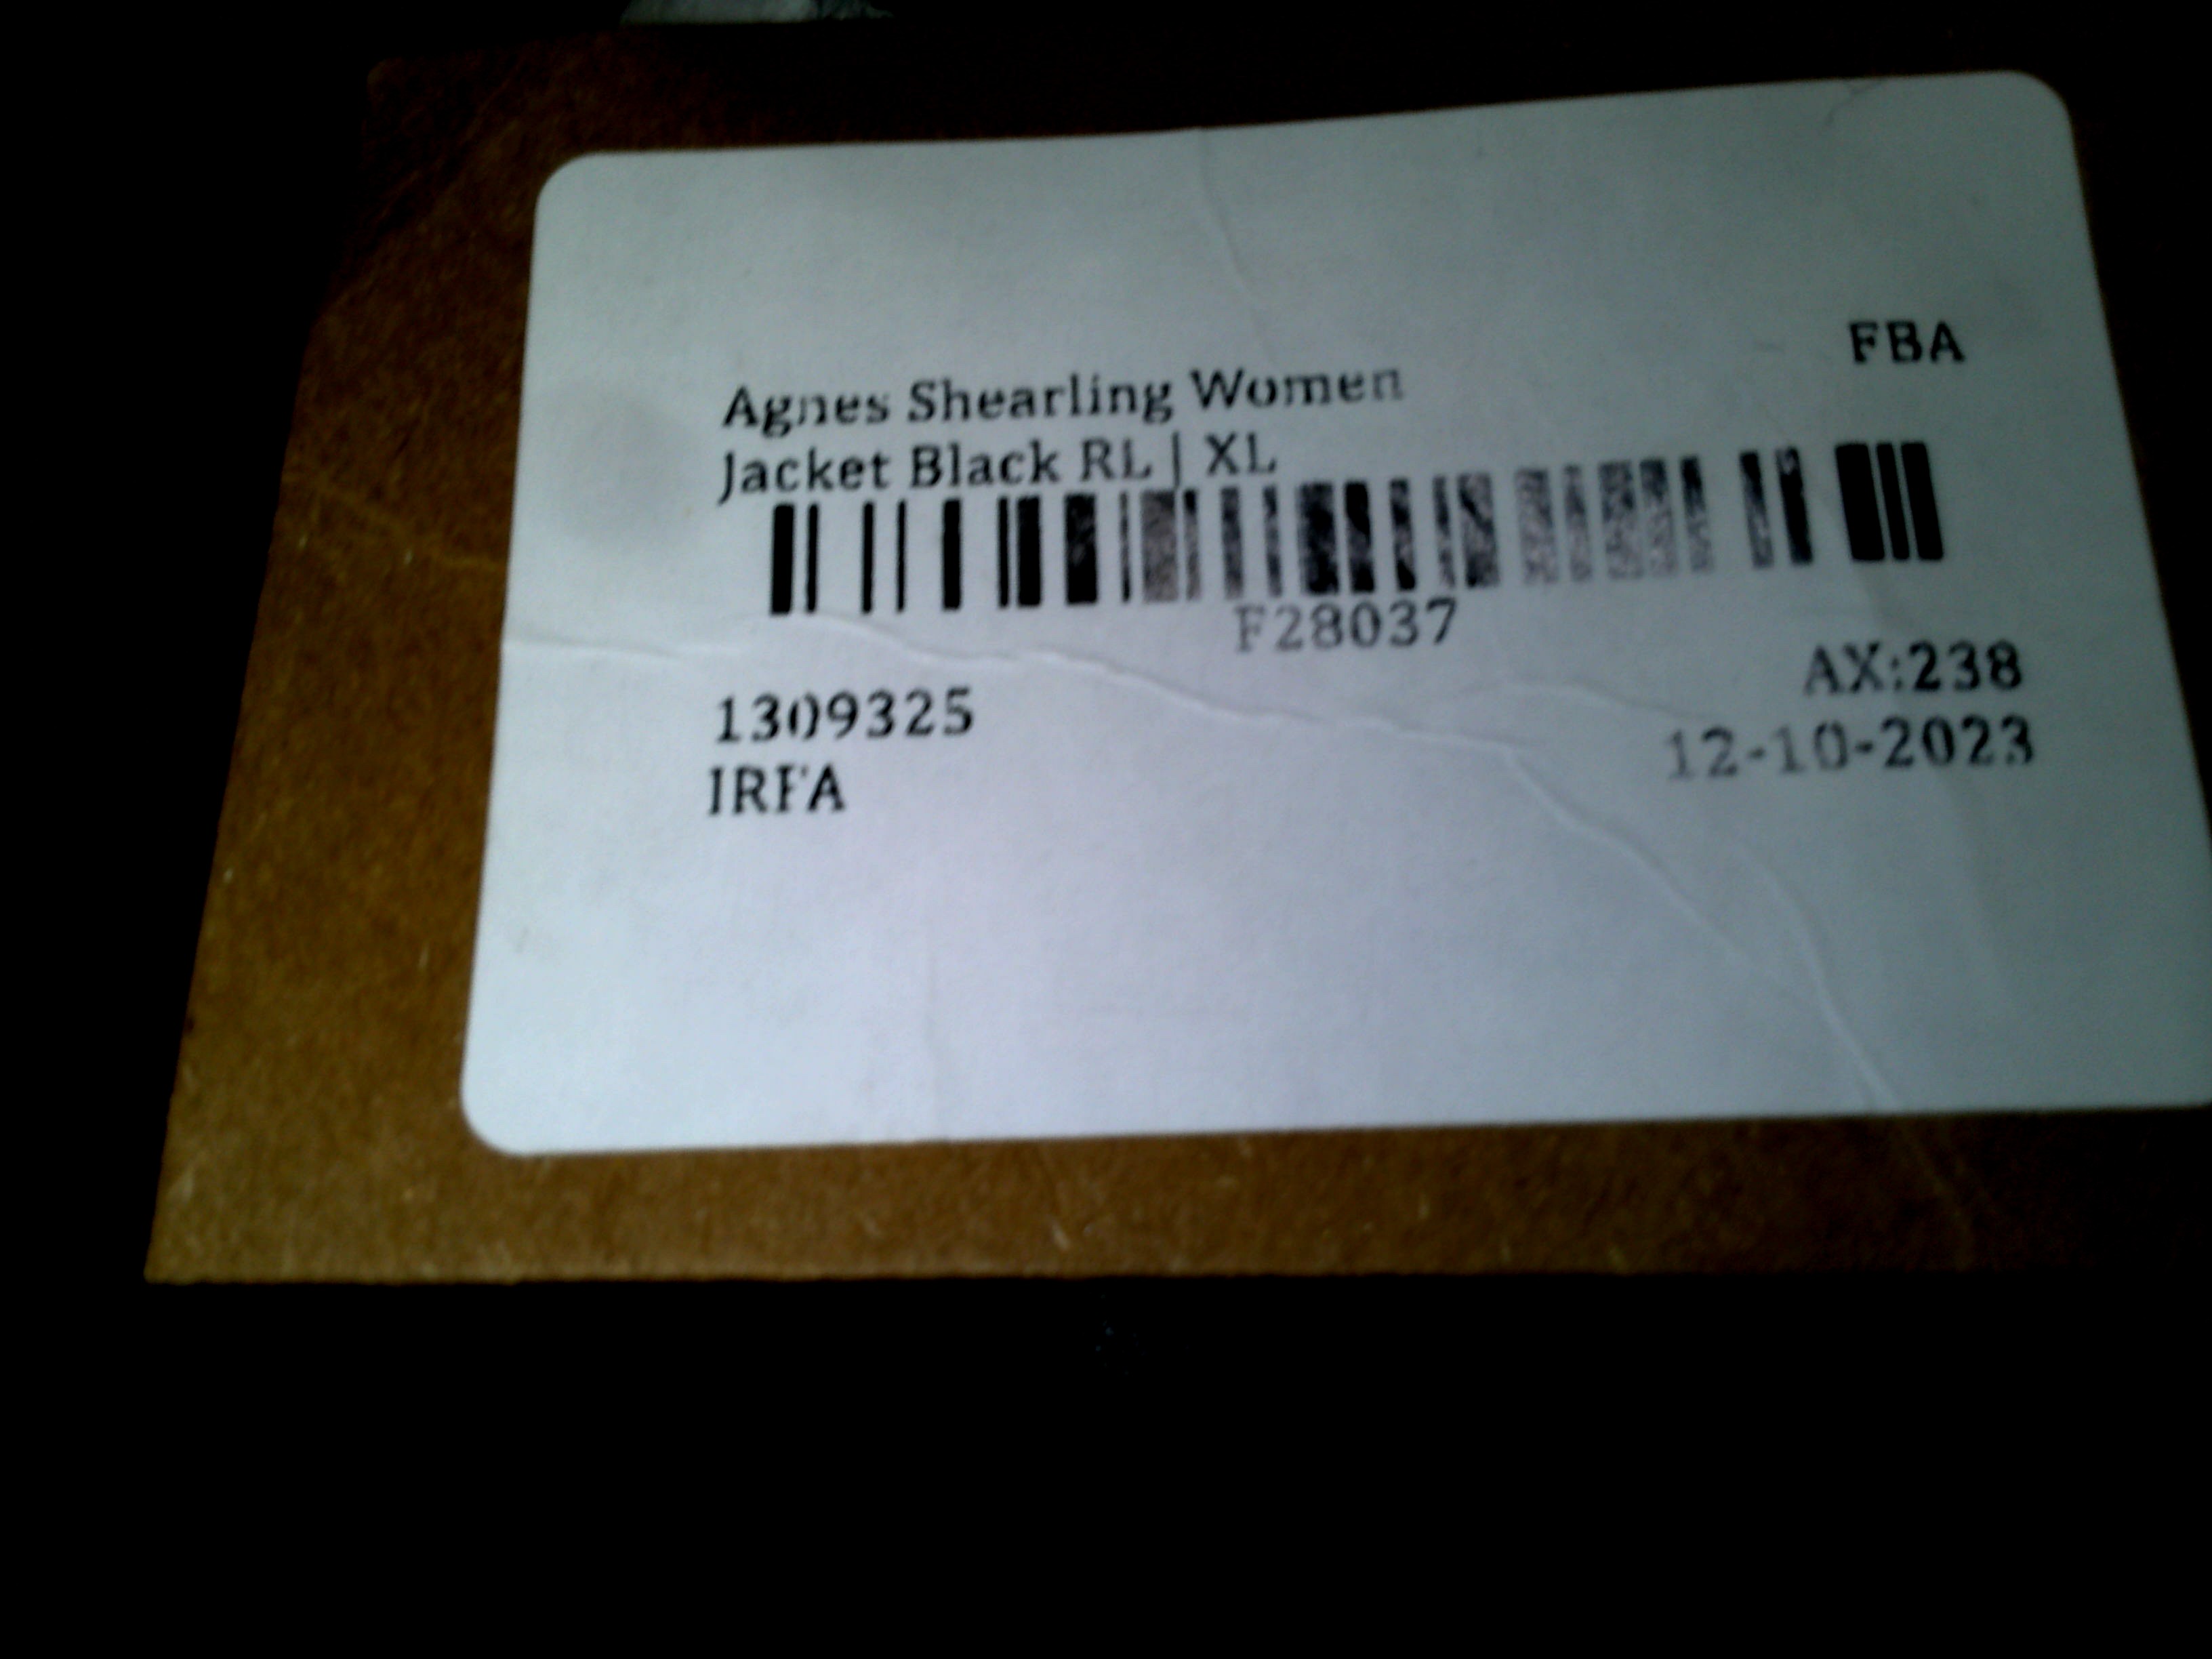 FBA
Agnes Shearling Women
Jacket Black RL | XL
F28037
AX:238
1309325
12-10-2023
IRFA